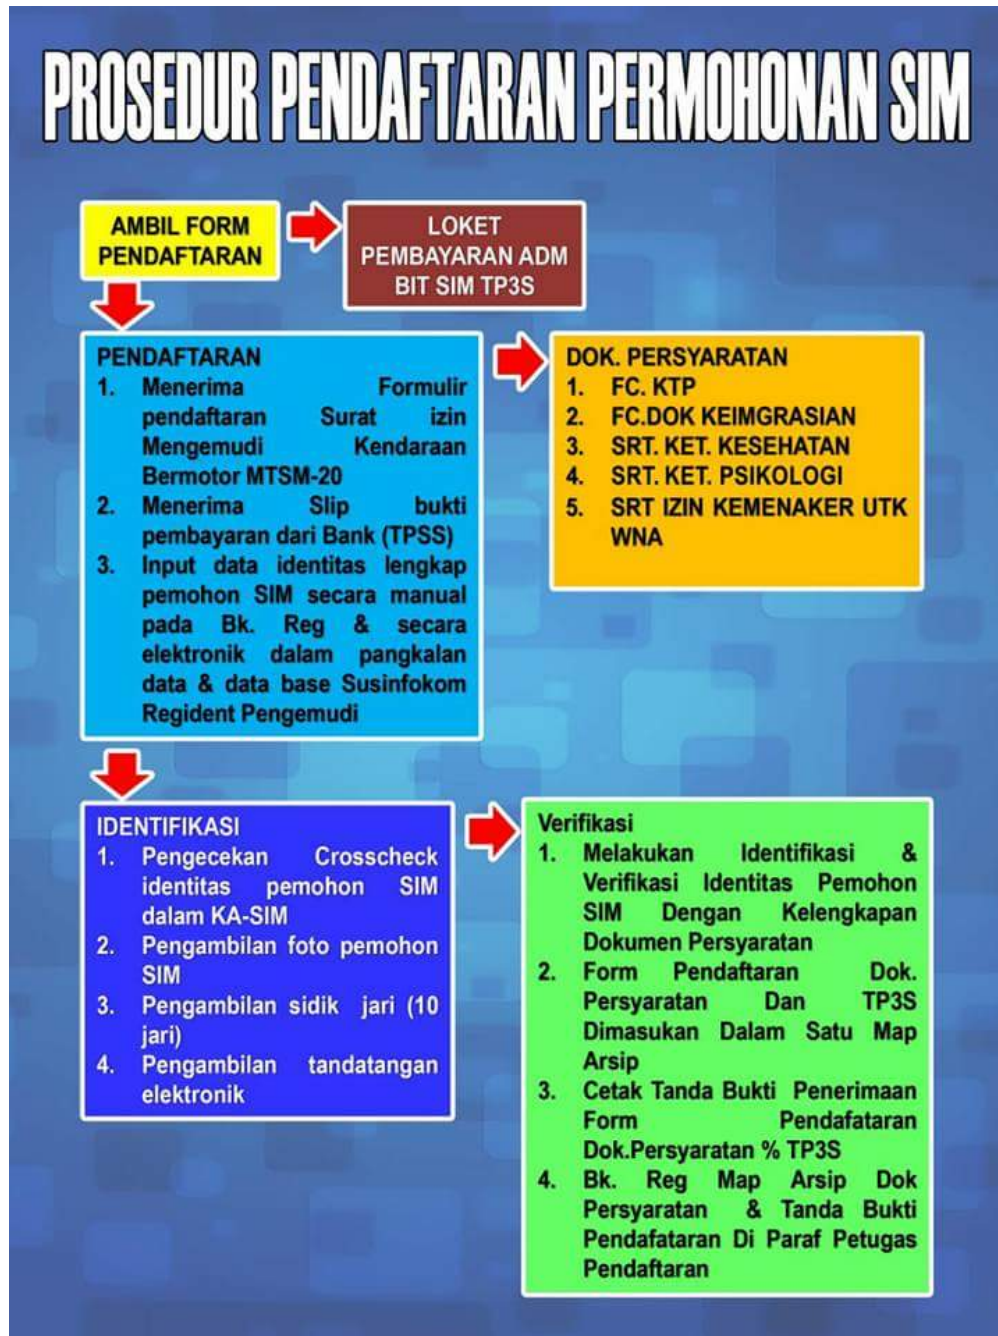 PROSEDUR PENDAFTARAN PERMOHONAN SIM
AMBIL FORM
PENDAFTARAN
LOKET
PEMBAYARAN ADM
BIT SIM TP3S
PENDAFTARAN
1. Menerima Formulir
pendaftaran Surat izin
Mengemudi Kendaraan
Bermotor MTSM-20
2. Menerima Slip bukti
pembayaran dari Bank (TPSS)
3. Input data identitas lengkap
pemohon SIM secara manual
pada Bk. Reg & secara
elektronik dalam pangkalan
data & data base Susinfokom
Regident Pengemudi
DOK. PERSYARATAN
1. FC. KTP
2. FC.DOK KEIMGRASIAN
3. SRT. KET. KESEHATAN
4. SRT. KET. PSIKOLOGI
5. SRT IZIN KEMENAKER UTK
WNA
IDENTIFIKASI
1. Pengecekan Crosscheck
identitas pemohon SIM
dalam KA-SIM
2. Pengambilan foto pemohon
SIM
3. Pengambilan sidik jari (10
jari)
4. Pengambilan tandatangan
elektronik
Verifikasi
1. Melakukan Identifikasi &
Verifikasi Identitas Pemohon
SIM Dengan Kelengkapan
Dokumen Persyaratan
2. Form Pendaftaran Dok.
Persyaratan Dan TP3S
Dimasukan Dalam Satu Map
Arsip
3. Cetak Tanda Bukti Penerimaan
Form Pendafataran
Dok.Persyaratan % TP3S
4. Bk. Reg Map Arsip Dok
Persyaratan & Tanda Bukti
Pendafataran Di Paraf Petugas
Pendaftaran